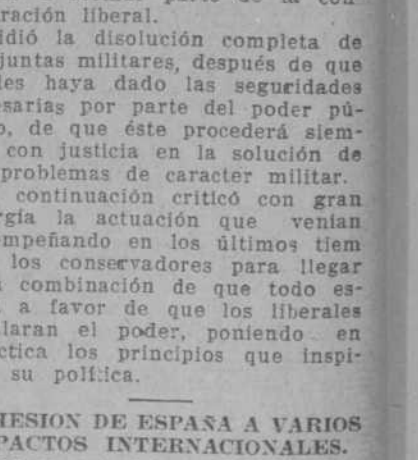 ración liberal.
idió la disolución completa de
juntas militares, después de que
les haya dado las seguridades
esarias por parte del poder pú-
o, de que éste procederá siem-
con justicia en la solución de
problemas de caracter militar.
continuación criticó con gran
rgía la actuación que venían
empeñando en los últimos tiem
los conservadores para llegar
combinación de que todo es-
a favor de que los liberales
laran el poder, poniendo en
ctica los principios que inspi-
su política.
HESION DE ESPAÑA A VARIOS
PACTOS INTERNACIONALES.